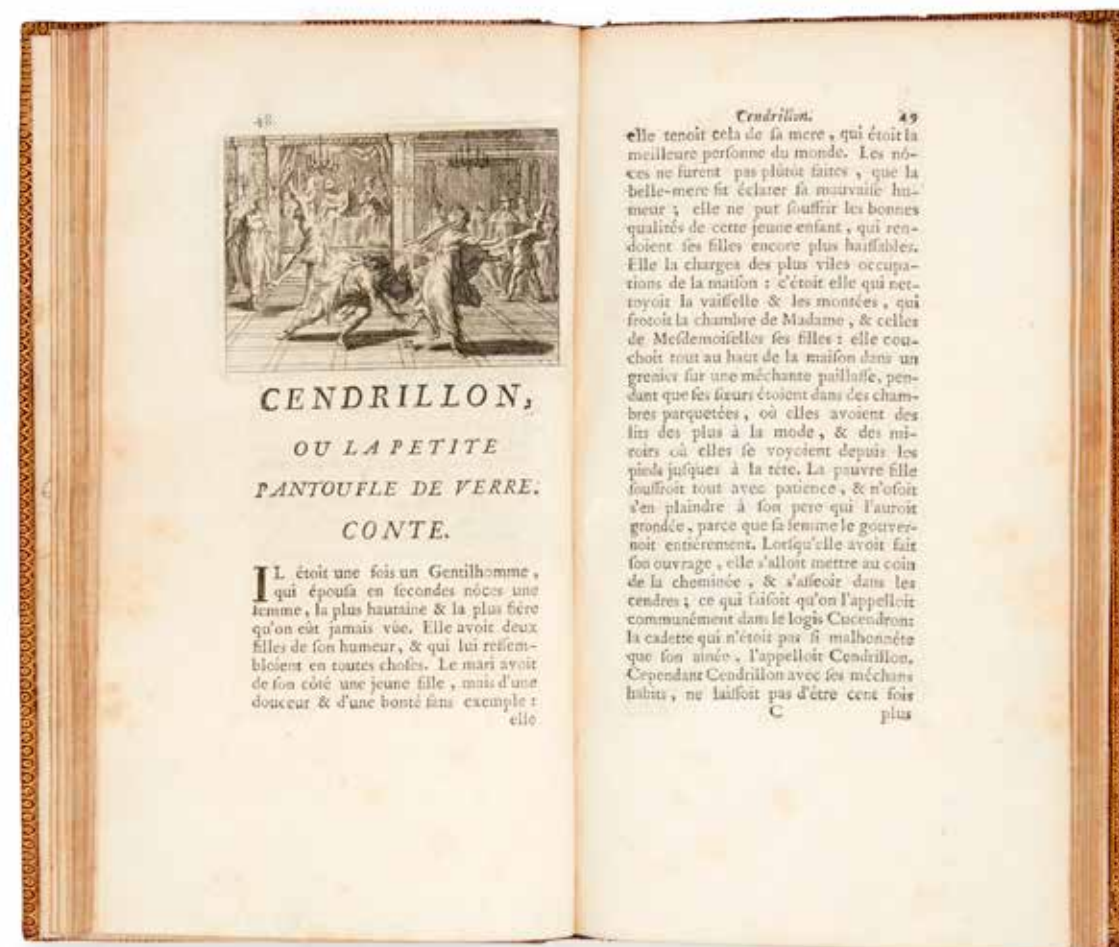 48
CENDRILLON,
OU LA PETITE
PANTOUFLE DE VERRE.
CONTE.
IL étoit une fois un Gentilhomme,
qui épousa en secondes nôces une
femme, la plus hautaine & la plus fière
qu'on eût jamais vûe. Elle avoit deux
filles de son humeur, & qui lui ressem-
bloient en toutes choses. Le mari avoit
de son côté une jeune fille, mais d'une
douceur & d'une bonté sans exemple :
elle
Cendrillon. 49
elle tenoit cela de sa mere, qui étoit la
meilleure personne du monde. Les nô-
ces ne furent pas plûtôt faites, que la
belle-mere fit éclater sa mauvaise hu-
meur ; elle ne put souffrir les bonnes
qualités de cette jeune enfant, qui ren-
doient ses filles encore plus haïssables.
Elle la chargea des plus viles occupa-
tions de la maison : c'étoit elle qui net-
toyoit la vaisselle & les montées, qui
frotoit la chambre de Madame, & celles
de Mesdemoiselles ses filles : elle cou-
choit tout au haut de la maison dans un
grenier sur une méchante paillasse, pen-
dant que ses sœurs étoient dans des cham-
bres parquetées, où elles avoient des
lits des plus à la mode, & des mi-
roirs où elles se voyoient depuis les
pieds jusques à la tête. La pauvre fille
souffroit tout avec patience, & n'osoit
s'en plaindre à son pere qui l'auroit
grondée, parce que sa femme le gouver-
noit entiérement. Lorsqu'elle avoit fait
son ouvrage, elle s'alloit mettre au coin
de la cheminée, & s'asseoir dans les
cendres ; ce qui faisoit qu'on l'appelloit
communément dans le logis Cucendront
la cadette qui n'étoit pas si malhonnête
que son aînée, l'appelloit Cendrillon.
Cependant Cendrillon avec ses méchans
habits, ne laissoit pas d'être cent fois
C plus